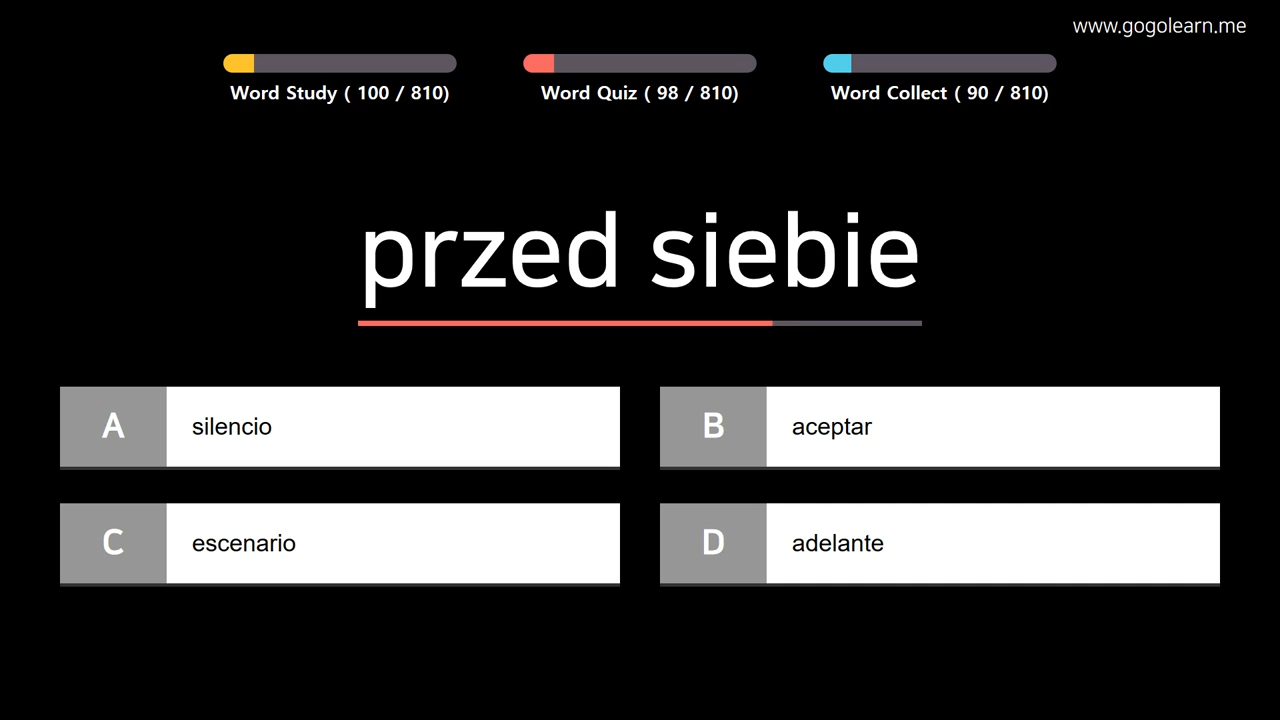 www.gogolearn.me
Word Study ( 100 / 810)
Word Quiz ( 98 / 810)
Word Collect ( 90 / 810)
przed siebie
A silencio
B aceptar
C escenario
D adelante